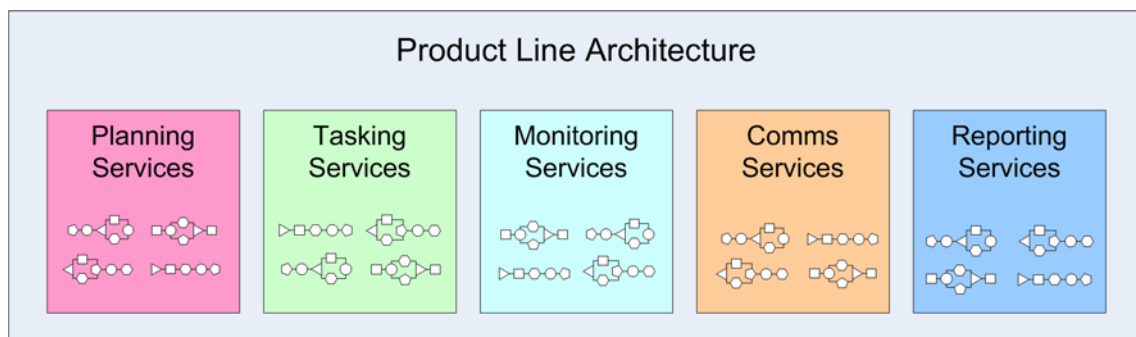 Product Line Architecture
Planning
Services
Tasking
Services
Monitoring
Services
Comms
Services
Reporting
Services